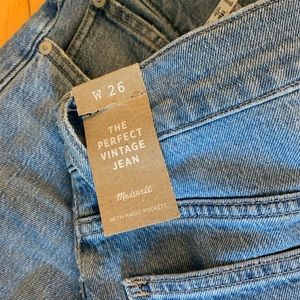 W 26
THE
PERFECT
VINTAGE
JEAN
Madewell
WITH MAGIC POCKETS